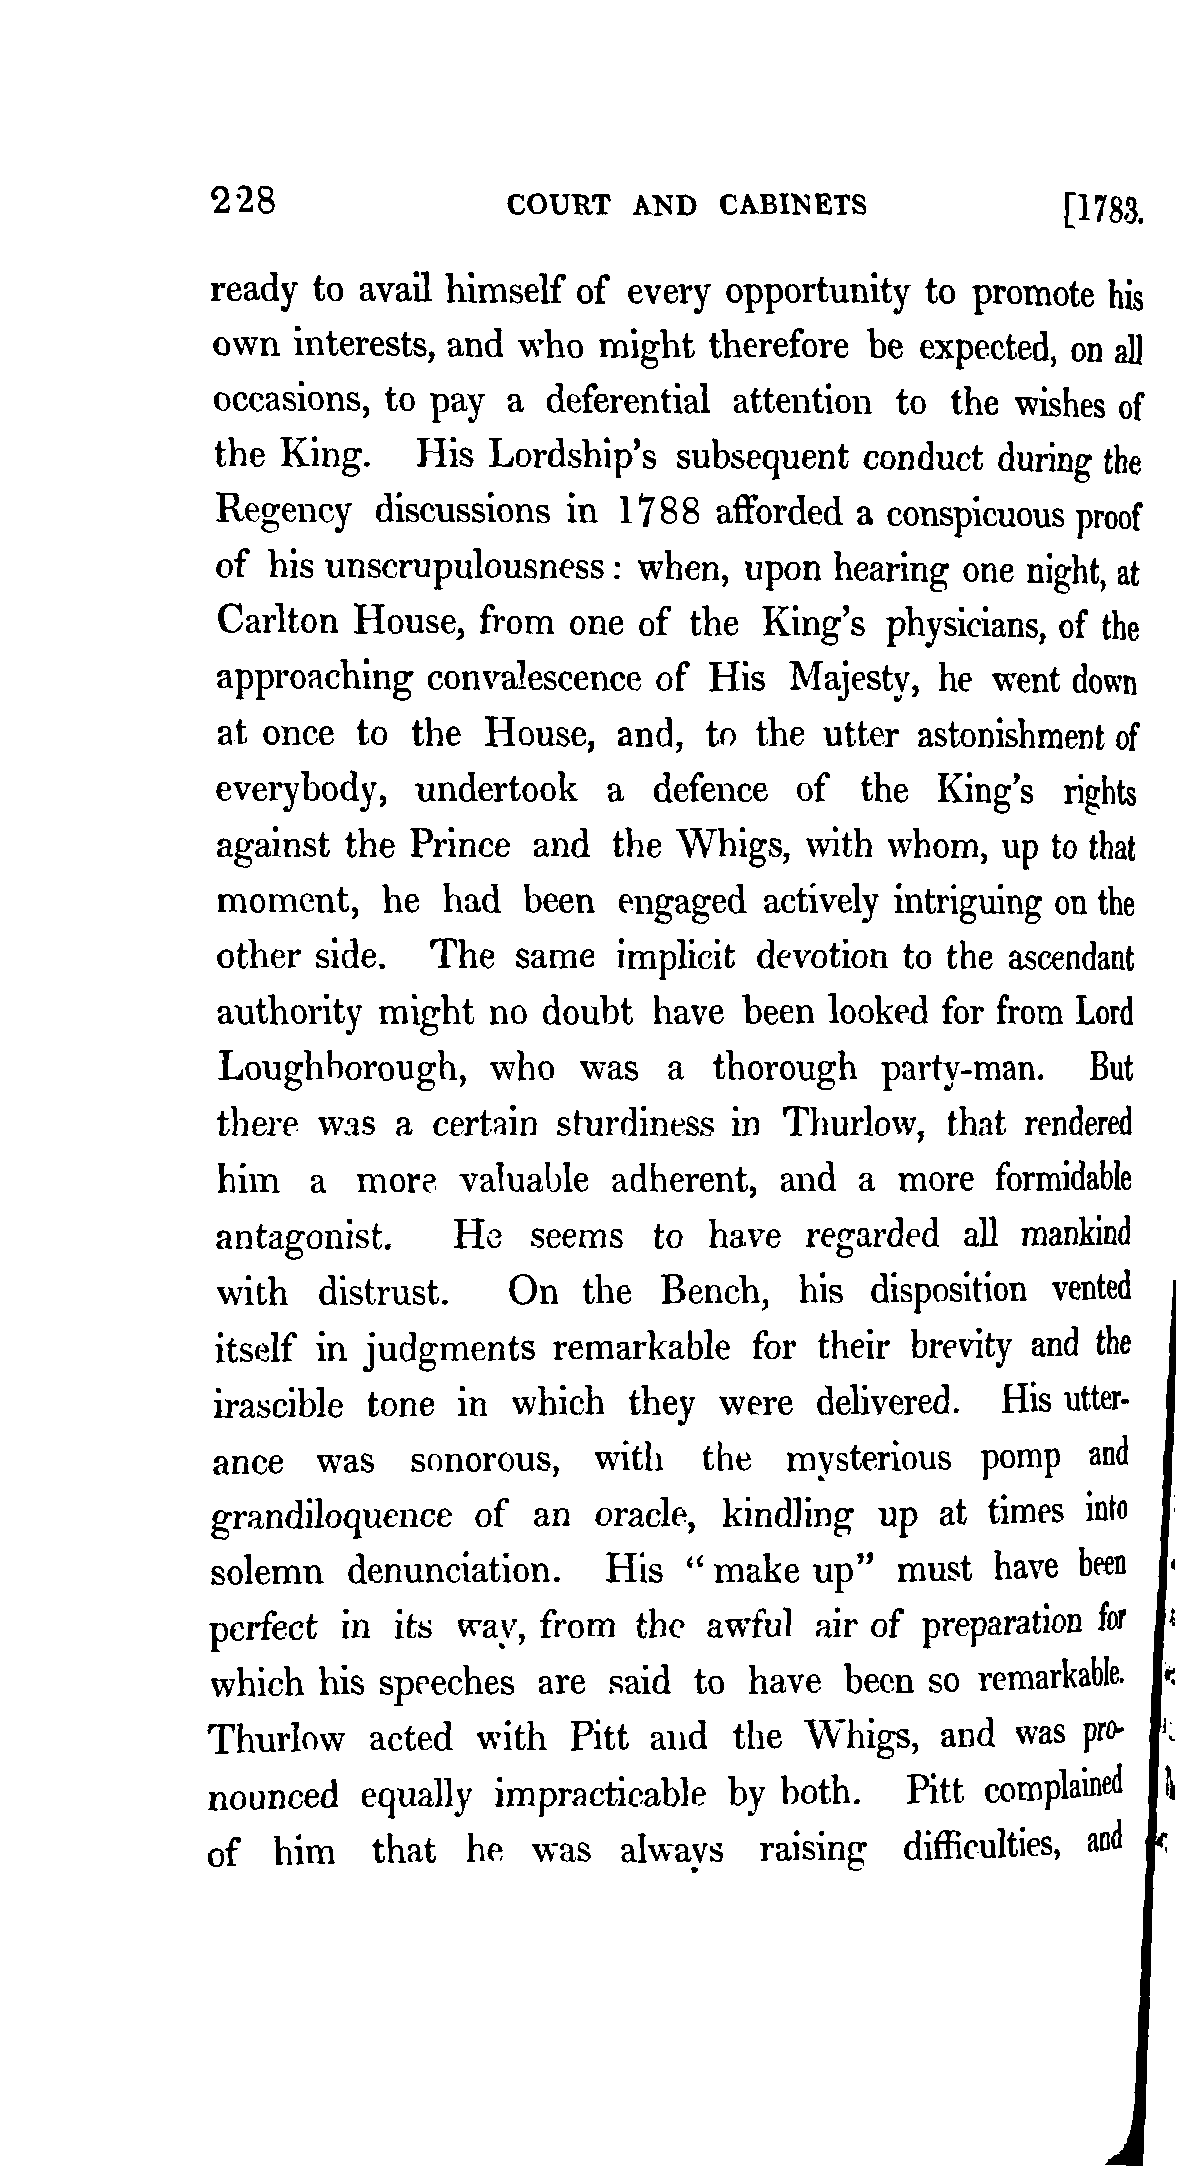 228 COURT AND CABINETS [1783.
ready to avail himself of every opportunity to promote his
own interests, and who might therefore be expected, on all
occasions, to pay a deferential attention to the wishes of
the King. His Lordship's subsequent conduct during the
Regency discussions in 1788 afforded a conspicuous proof
of his unscrupulousness: when, upon hearing one night, at
Carlton House, from one of the King's physicians, of the
approaching convalescence of His Majesty, he went down
at once to the House, and, to the utter astonishment of
everybody, undertook a defence of the King's rights
against the Prince and the Whigs, with whom, up to that
moment, he had been engaged actively intriguing on the
other side. The same implicit devotion to the ascendant
authority might no doubt have been looked for from Lord
Loughborough, who was a thorough party-man. But
there was a certain sturdiness in Thurlow, that rendered
him a more valuable adherent, and a more formidable
antagonist. He seems to have regarded all mankind
with distrust. On the Bench, his disposition vented
itself in judgments remarkable for their brevity and the
irascible tone in which they were delivered. His utter-
ance was sonorous, with the mysterious pomp and
grandiloquence of an oracle, kindling up at times into
solemn denunciation. His "make up" must have been
perfect in its way, from the awful air of preparation for
which his speeches are said to have been so remarkable.
Thurlow acted with Pitt and the Whigs, and was pro-
nounced equally impracticable by both. Pitt complained
of him that he was always raising difficulties, and